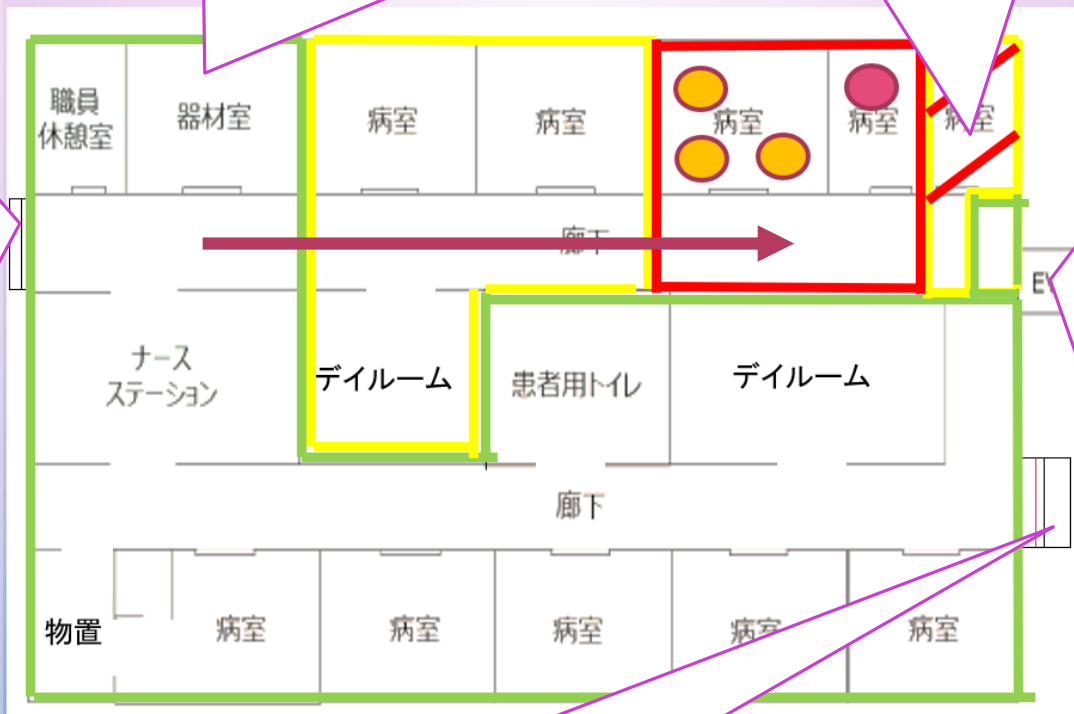 職員
休憩室
器材室
病室
病室
病室
病室
病室
廊下
ナース
ステーション
デイルーム
患者用トイレ
デイルーム
廊下
物置
病室
病室
病室
病室
病室